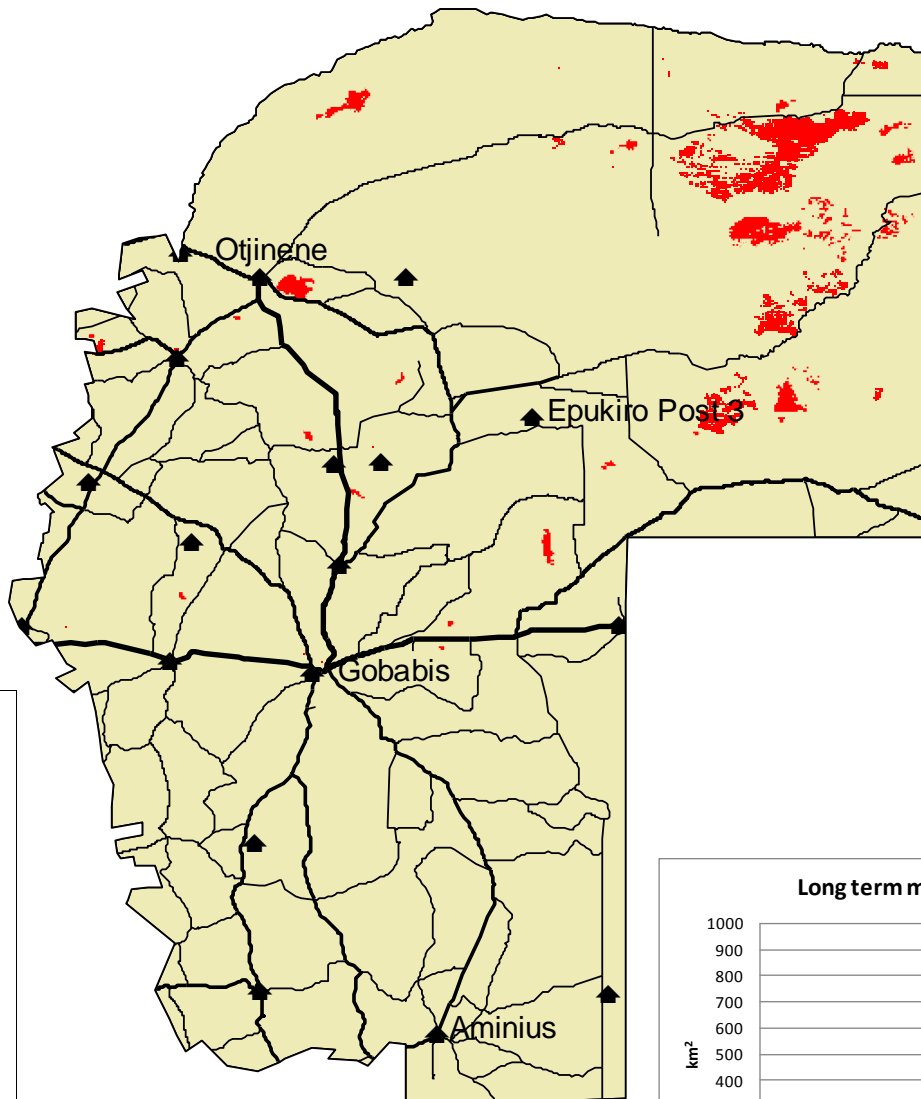 Otjinene
Epukiro Post 3
Gobabis
Aminius
Long term m
1000
900
800
700
600
500
400
km²